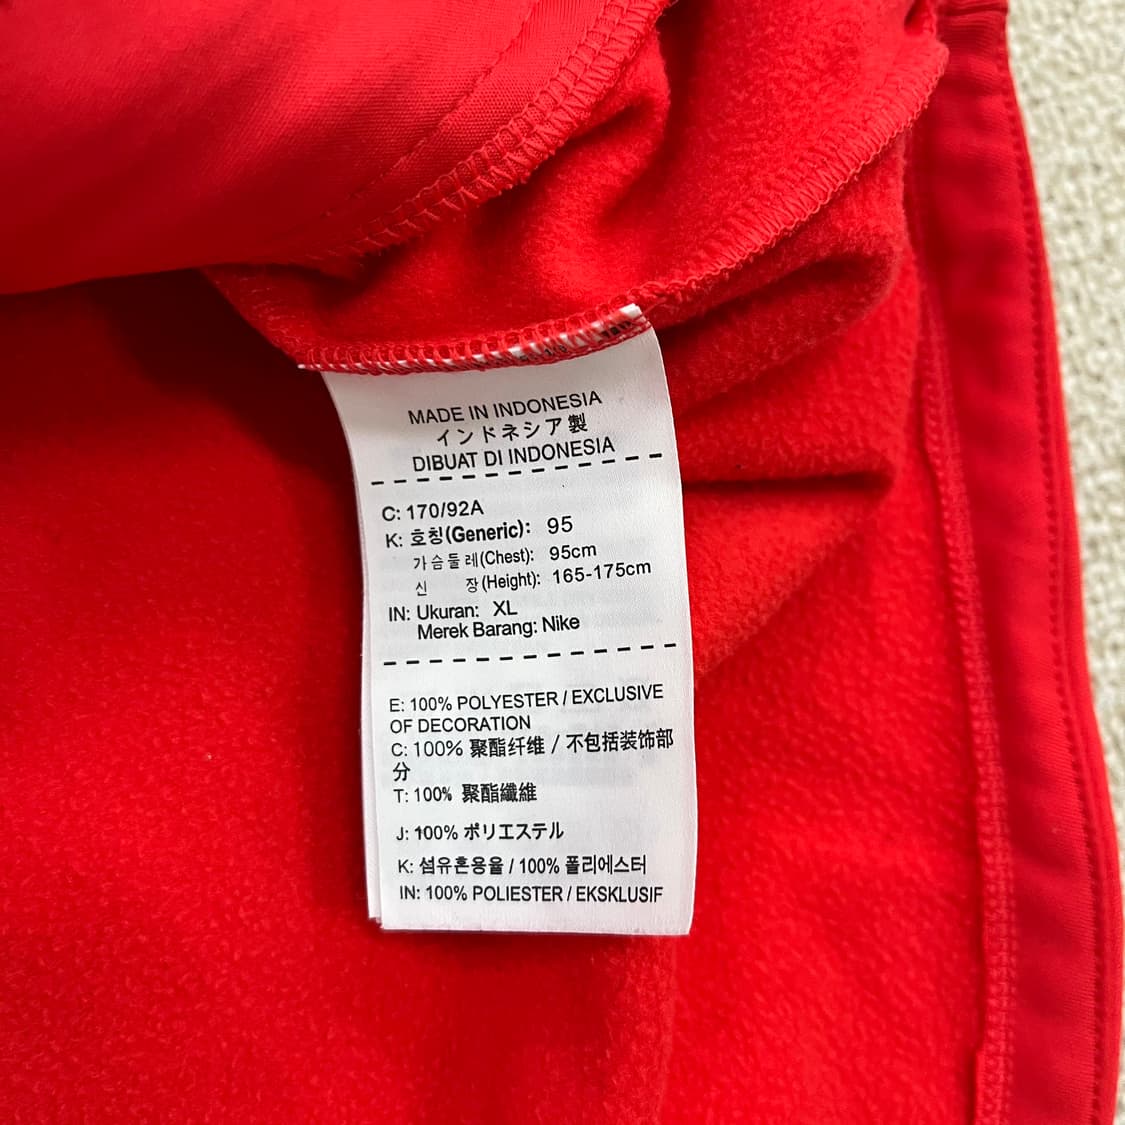 MADE IN INDONESIA
インドネシア製
DIBUAT DI INDONESIA
C: 170/92A
K: 호칭(Generic): 95
가슴둘레(Chest): 95cm
신 장(Height): 165-175cm
IN: Ukuran: XL
Merek Barang: Nike
E: 100% POLYESTER / EXCLUSIVE
OF DECORATION
C: 100% 聚酯纤维 / 不包括装饰部
分
T: 100% 聚酯纖維
J: 100% ポリエステル
K: 섬유혼용율 / 100% 폴리에스터
IN: 100% POLIESTER / EKSKLUSIF